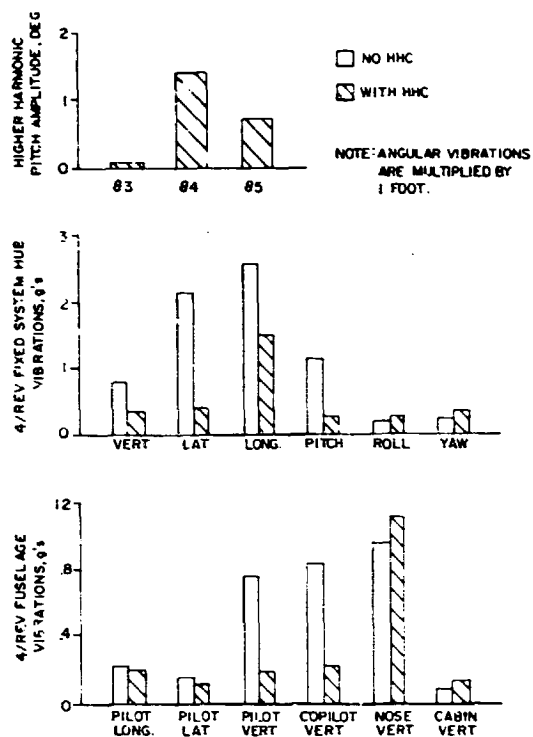 HIGHER HARMONIC
PITCH AMPLITUDE, DEG
2
1
0
θ3
θ4
θ5
NO HHC
WITH HHC
NOTE: ANGULAR VIBRATIONS
ARE MULTIPLIED BY
1 FOOT.
4/REV FIXED SYSTEM HUB
VIBRATIONS, g's
3
2
1
0
VERT
LAT
LONG.
PITCH
ROLL
YAW
4/REV FUSELAGE
VIBRATIONS, g's
.12
.8
.4
0
PILOT
LONG.
PILOT
LAT
PILOT
VERT
COPILOT
VERT
NOSE
VERT
CABIN
VERT